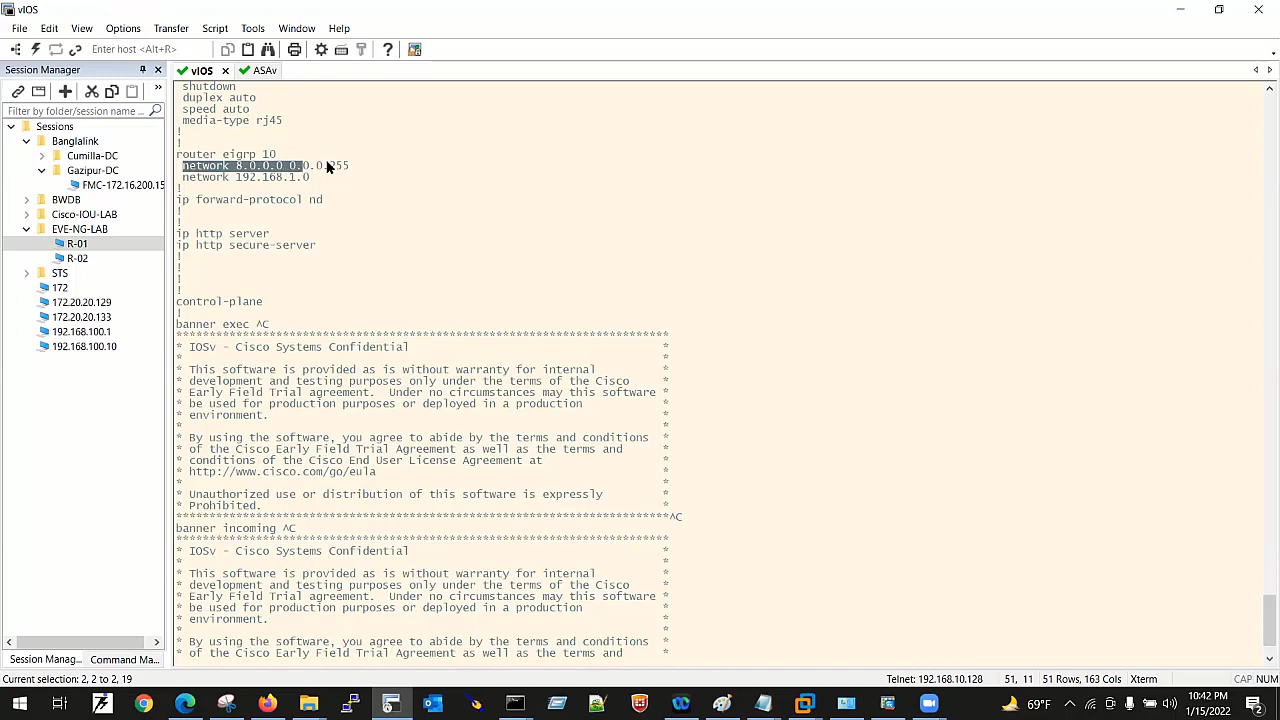 vIOS
File Edit View Options Transfer Script Tools Window Help
Enter host <Alt+R>
Session Manager
vIOS
ASAv
Filter by folder/session name ...
Sessions
Banglalink
Cumilla-DC
Gazipur-DC
FMC-172.16.200.15
BWDB
Cisco-IOU-LAB
EVE-NG-LAB
R-01
R-02
STS
172
172.20.20.129
172.20.20.133
192.168.100.1
192.168.100.10
Session Manag...
Command Ma...
shutdown
duplex auto
speed auto
media-type rj45
!
!
router eigrp 10
network 8.0.0.0 0.0.0.255
network 192.168.1.0
!
ip forward-protocol nd
!
!
ip http server
ip http secure-server
!
!
!
!
control-plane
!
banner exec ^C
**************************************************************************
* IOSv - Cisco Systems Confidential *
* *
* This software is provided as is without warranty for internal *
* development and testing purposes only under the terms of the Cisco *
* Early Field Trial agreement. Under no circumstances may this software *
* be used for production purposes or deployed in a production *
* environment. *
* *
* By using the software, you agree to abide by the terms and conditions *
* of the Cisco Early Field Trial Agreement as well as the terms and *
* conditions of the Cisco End User License Agreement at *
* http://www.cisco.com/go/eula *
* *
* Unauthorized use or distribution of this software is expressly *
* Prohibited. *
**************************************************************************^C
banner incoming ^C
**************************************************************************
* IOSv - Cisco Systems Confidential *
* *
* This software is provided as is without warranty for internal *
* development and testing purposes only under the terms of the Cisco *
* Early Field Trial agreement. Under no circumstances may this software *
* be used for production purposes or deployed in a production *
* environment. *
* *
* By using the software, you agree to abide by the terms and conditions *
* of the Cisco Early Field Trial Agreement as well as the terms and *
Current selection: 2, 2 to 2, 19
Telnet: 192.168.10.128 51, 11 51 Rows, 163 Cols Xterm CAP NUM
69°F
10:42 PM
1/15/2022
2